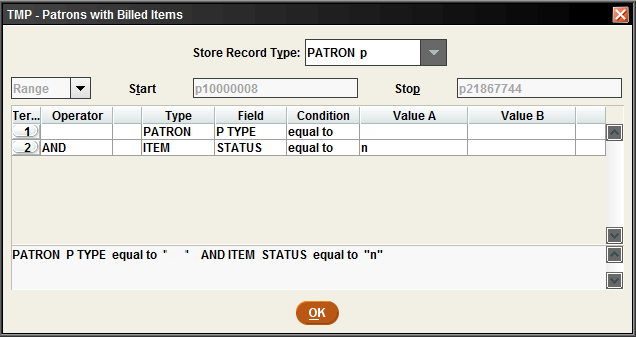 TMP - Patrons with Billed Items
Store Record Type: PATRON p
Range Start p10000008 Stop p21867744
Ter... Operator Type Field Condition Value A Value B
1 PATRON P TYPE equal to
2 AND ITEM STATUS equal to n
PATRON P TYPE equal to " " AND ITEM STATUS equal to "n"
OK